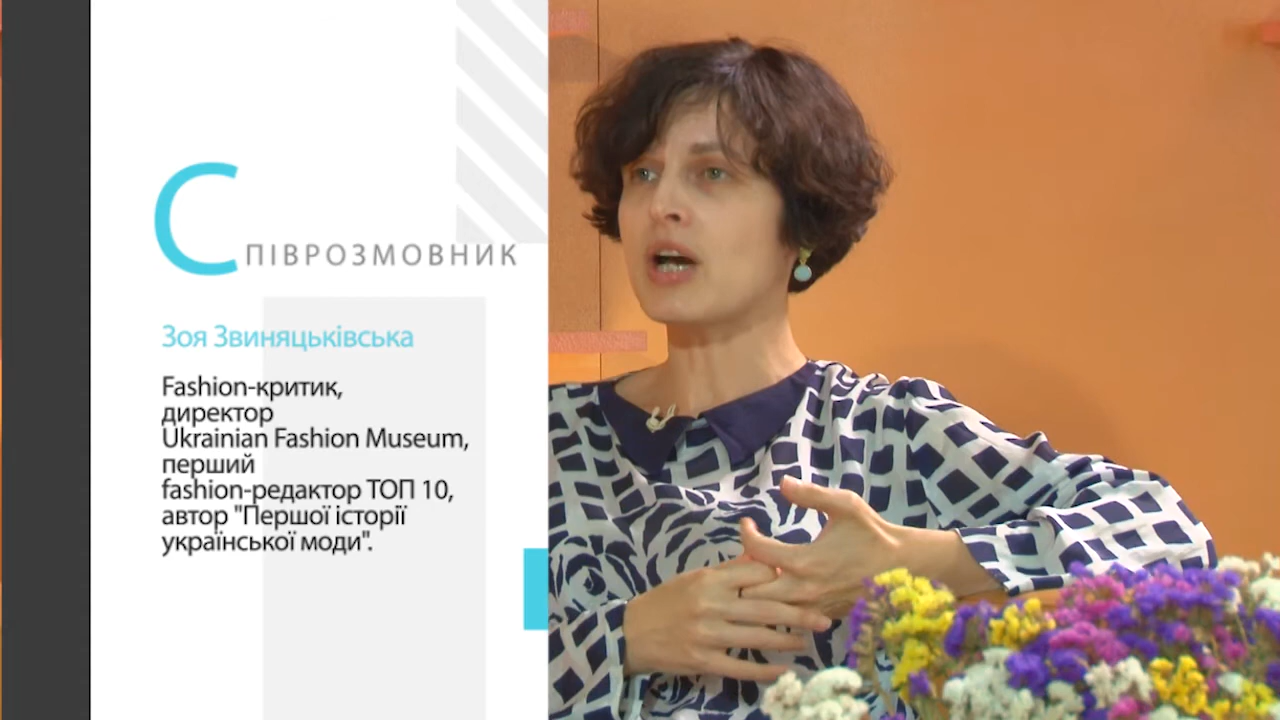 СПІВРОЗМОВНИК
Зоя Звиняцьківська
Fashion-критик,
директор
Ukrainian Fashion Museum,
перший
fashion-редактор ТОП 10,
автор "Першої історії
української моди".